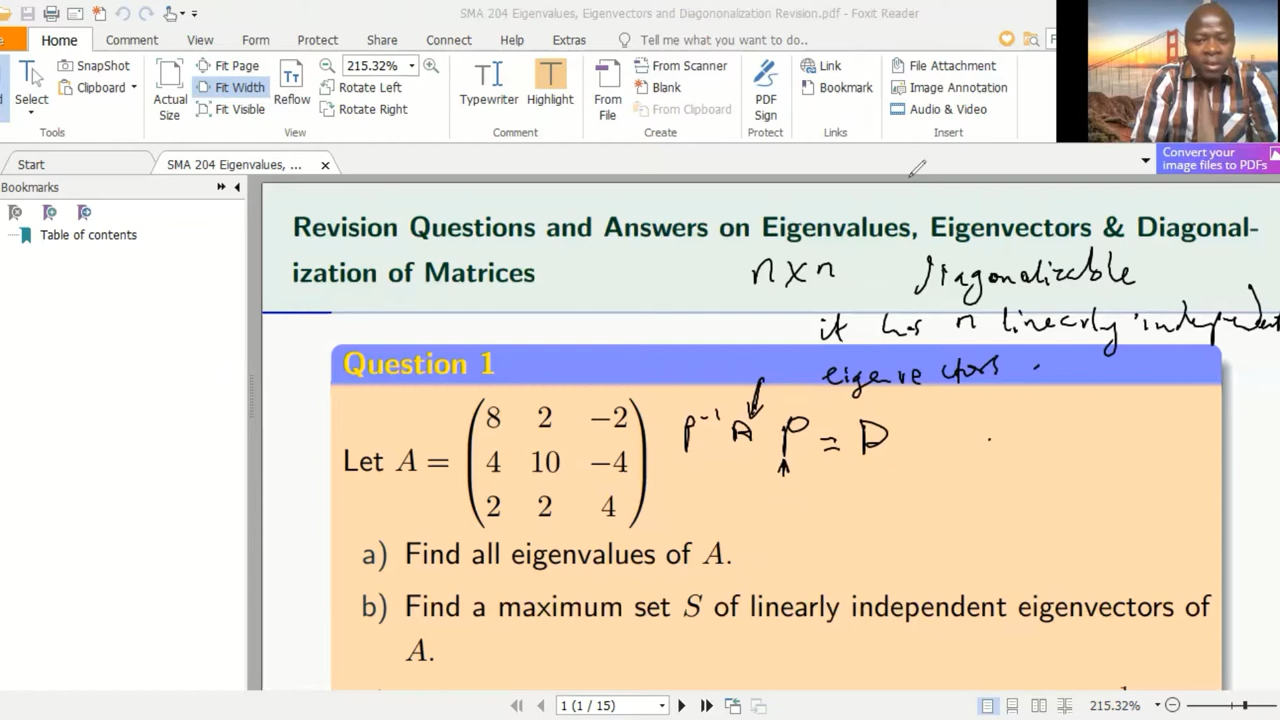 SMA 204 Eigenvalues, Eigenvectors and Diagononalization Revision.pdf - Foxit Reader
Home Comment View Form Protect Share Connect Help Extras Tell me what you want to do..
Select
SnapShot
Clipboard
Actual Size
Fit Page
Fit Width
Fit Visible
Reflow
215.32%
Rotate Left
Rotate Right
Typewriter
Highlight
From File
From Scanner
Blank
From Clipboard
PDF Sign
Link
Bookmark
File Attachment
Image Annotation
Audio & Video
Tools View Comment Create Protect Links Insert
Start
SMA 204 Eigenvalues, ...
Convert your
image files to PDFs
Bookmarks
Table of contents
Revision Questions and Answers on Eigenvalues, Eigenvectors & Diagonal-
ization of Matrices
n x n diagonalizable
it has n linearly independent
eigenvectors.
Question 1
Let A = (8 2 −2
4 10 −4
2 2 4)
P⁻¹ A P = D
a) Find all eigenvalues of A.
b) Find a maximum set S of linearly independent eigenvectors of
A.
1 (1 / 15)
215.32%